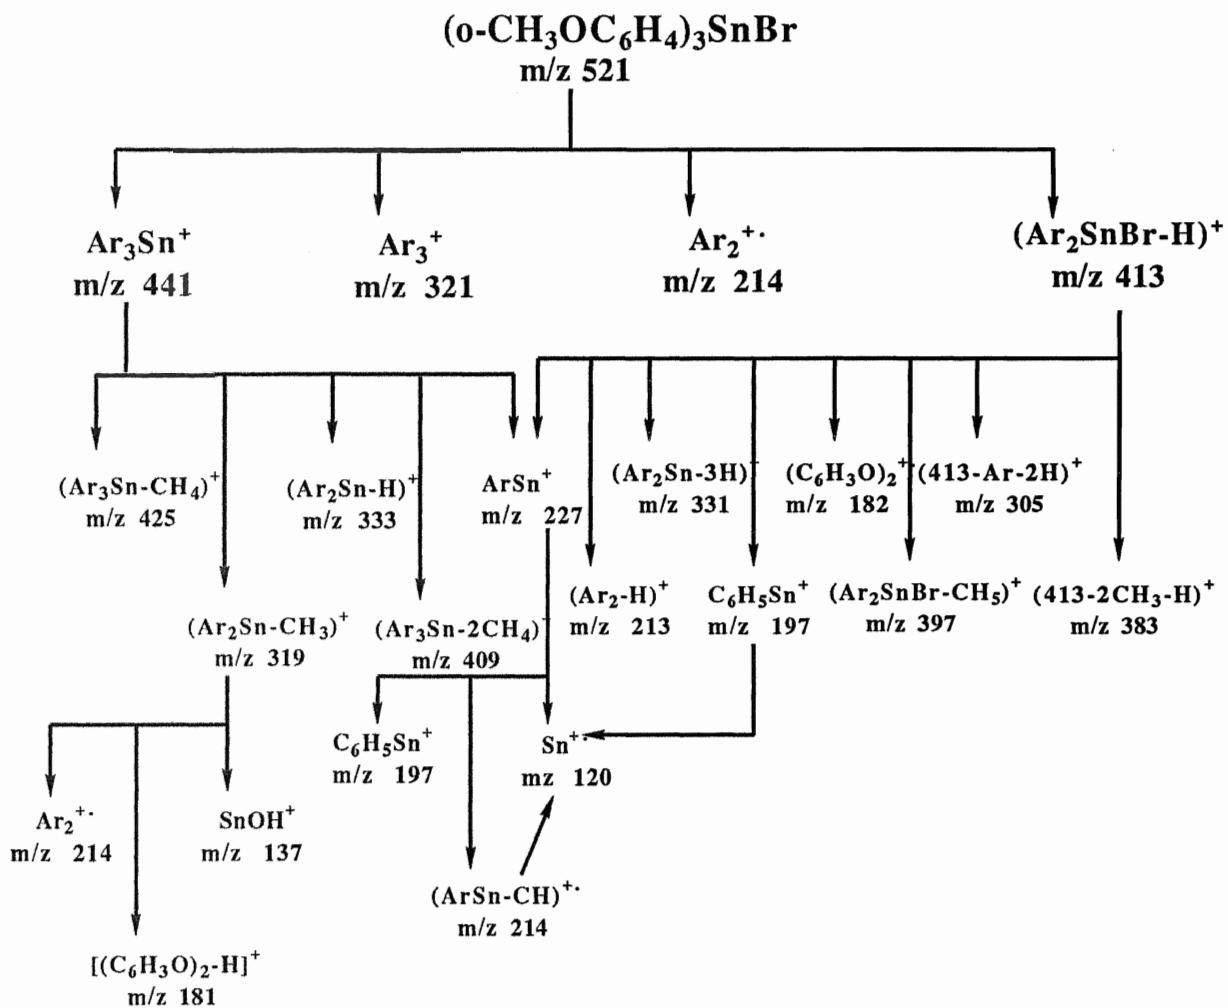 (o-CH₃OC₆H₄)₃SnBr
m/z 521
Ar₃Sn⁺
m/z 441
Ar₃⁺
m/z 321
Ar₂⁺·
m/z 214
(Ar₂SnBr-H)⁺
m/z 413
(Ar₃Sn-CH₄)⁺
m/z 425
(Ar₂Sn-H)⁺
m/z 333
ArSn⁺
m/z 227
(Ar₂Sn-3H)⁺
m/z 331
(C₆H₃O)₂⁺·
m/z 182
(413-Ar-2H)⁺
m/z 305
(Ar₂Sn-CH₃)⁺
m/z 319
(Ar₃Sn-2CH₄)⁺
m/z 409
(Ar₂-H)⁺
m/z 213
C₆H₅Sn⁺
m/z 197
(Ar₂SnBr-CH₅)⁺
m/z 397
(413-2CH₃-H)⁺
m/z 383
C₆H₅Sn⁺
m/z 197
Sn⁺·
mz 120
Ar₂⁺·
m/z 214
SnOH⁺
m/z 137
(ArSn-CH)⁺·
m/z 214
[(C₆H₃O)₂-H]⁺
m/z 181